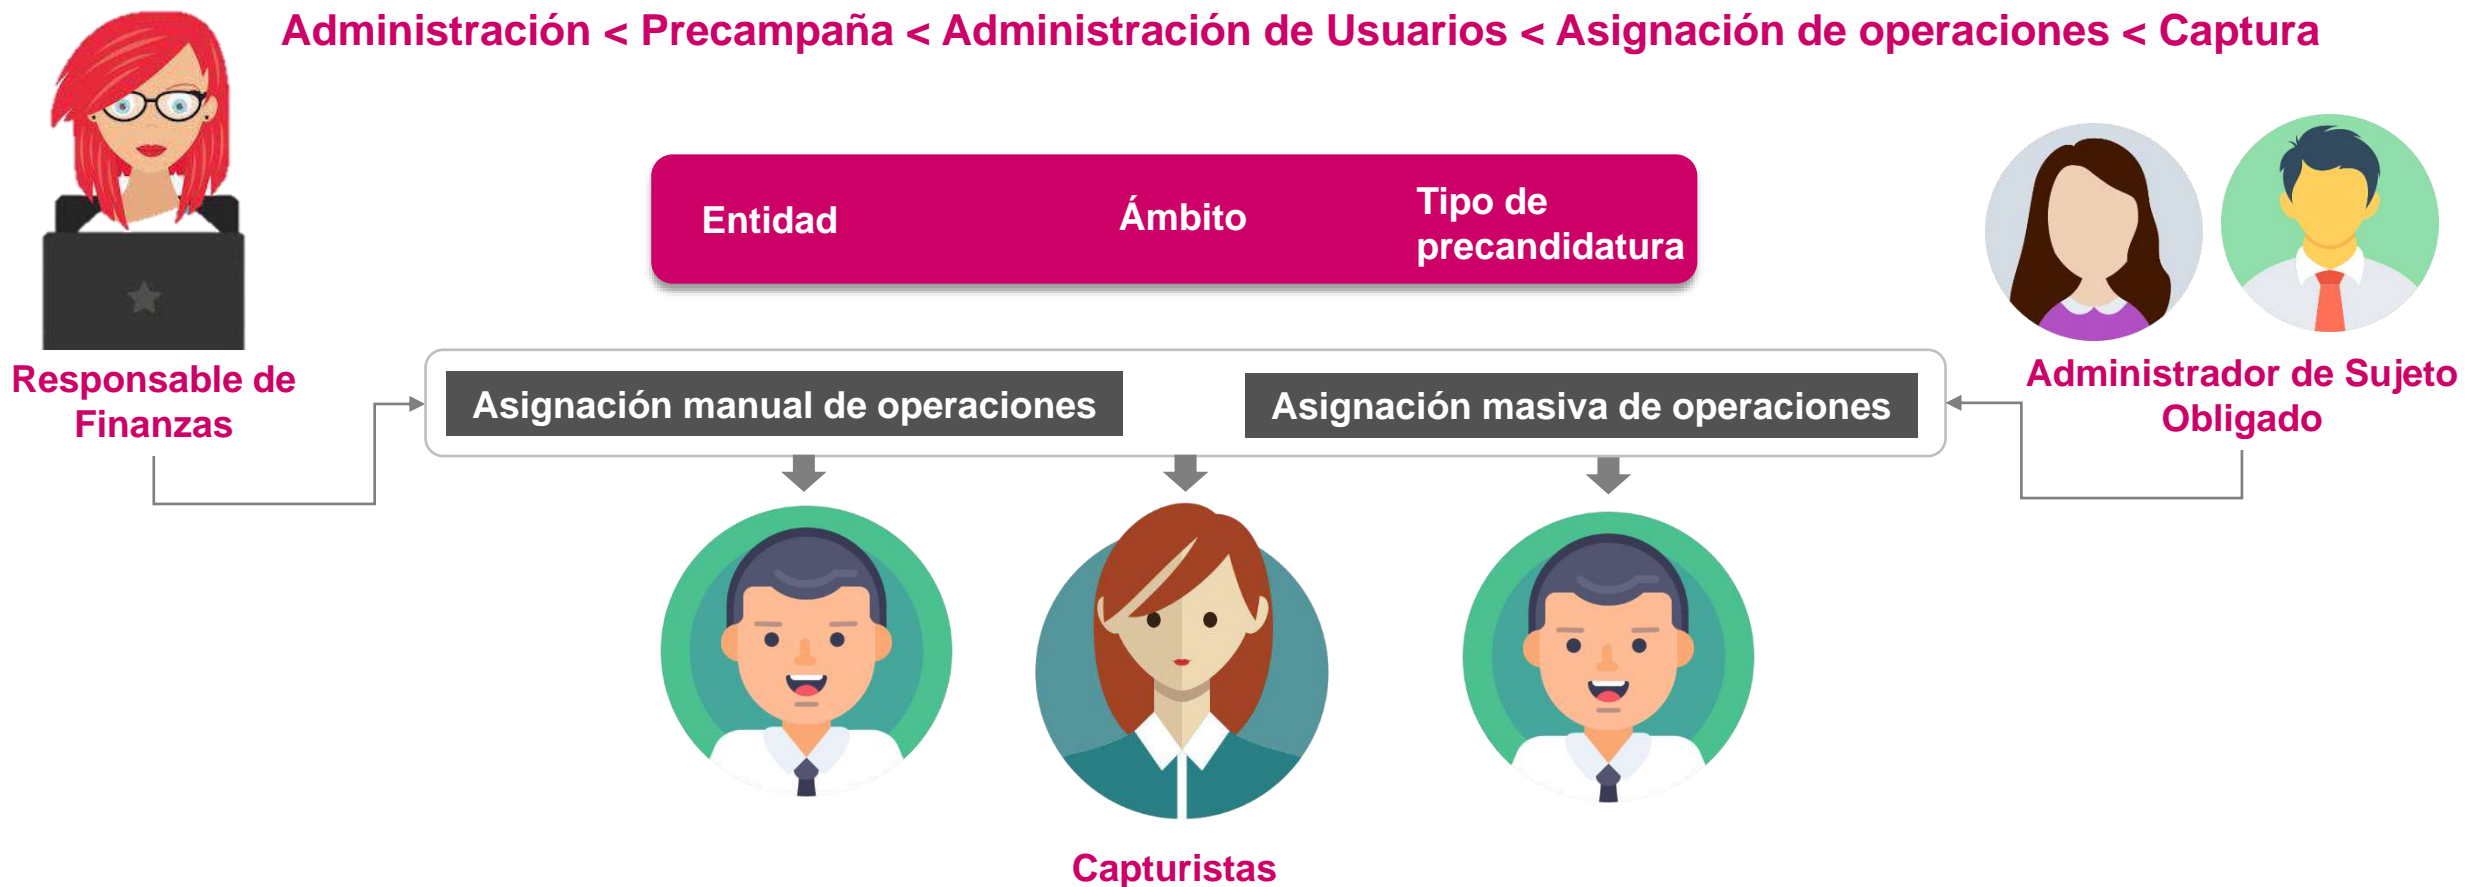 Administración < Precampaña < Administración de Usuarios < Asignación de operaciones < Captura
Entidad
Ámbito
Tipo de
precandidatura
Responsable de
Finanzas
Asignación manual de operaciones
Asignación masiva de operaciones
Administrador de Sujeto
Obligado
Capturistas